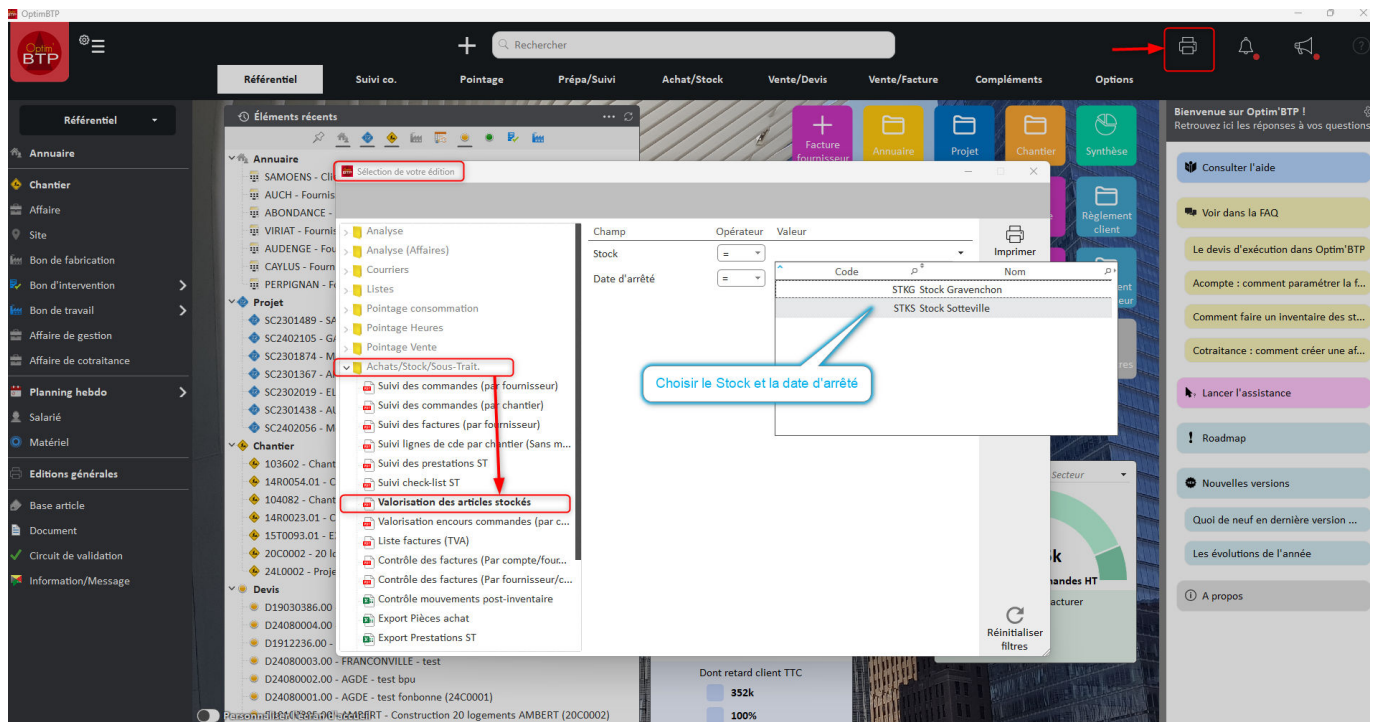 OptimBTP
Optim'
BTP
Rechercher
Référentiel
Suivi co.
Pointage
Prépa/Suivi
Achat/Stock
Vente/Devis
Vente/Facture
Compléments
Options
Référentiel
Annuaire
Chantier
Affaire
Site
Bon de fabrication
Bon d'intervention
Bon de travail
Affaire de gestion
Affaire de cotraitance
Planning hebdo
Salarié
Matériel
Editions générales
Base article
Document
Circuit de validation
Information/Message
Éléments récents
Annuaire
SAMOENS - Cli
AUCH - Fournis
ABONDANCE -
VIRIAT - Fournis
AUDENGE - Fou
CAYLUS - Fourn
PERPIGNAN - Fo
Projet
SC2301489 - SA
SC2402105 - GA
SC2301874 - M
SC2301367 - A
SC2302019 - EL
SC2301438 - AU
SC2402056 - M
Chantier
103602 - Chant
14R0054.01 - C
104082 - Chant
14R0023.01 - C
15T0093.01 - E
20C0002 - 20 lo
24L0002 - Proje
Devis
D19030386.00
D24080004.00
D1912236.00 -
D24080003.00 - FRANCONVILLE - test
D24080002.00 - AGDE - test bpu
D24080001.00 - AGDE - test fonbonne (24C0001)
AMBERT - Construction 20 logements AMBERT (20C0002)
Sélection de votre édition
Analyse
Analyse (Affaires)
Courriers
Listes
Pointage consommation
Pointage Heures
Pointage Vente
Achats/Stock/Sous-Trait.
Suivi des commandes (par fournisseur)
Suivi des commandes (par chantier)
Suivi des factures (par fournisseur)
Suivi lignes de cde par chantier (Sans m...
Suivi des prestations ST
Suivi check-list ST
Valorisation des articles stockés
Valorisation encours commandes (par c...
Liste factures (TVA)
Contrôle des factures (Par compte/four...
Contrôle des factures (Par fournisseur/c...
Contrôle mouvements post-inventaire
Export Pièces achat
Export Prestations ST
Champ
Opérateur
Valeur
Stock
=
Date d'arrêté
=
Code
Nom
STKG Stock Gravenchon
STKS Stock Sotteville
Choisir le Stock et la date d'arrêté
Imprimer
Réinitialiser
filtres
Facture
fournisseur
Annuaire
Projet
Chantier
Synthèse
Règlement
client
Secteur
mandes HT
acturer
Dont retard client TTC
352k
100%
Bienvenue sur Optim'BTP !
Retrouvez ici les réponses à vos questions
Consulter l'aide
Voir dans la FAQ
Le devis d'exécution dans Optim'BTP
Acompte : comment paramétrer la f...
Comment faire un inventaire des st...
Cotraitance : comment créer une af...
Lancer l'assistance
Roadmap
Nouvelles versions
Quoi de neuf en dernière version ...
Les évolutions de l'année
A propos